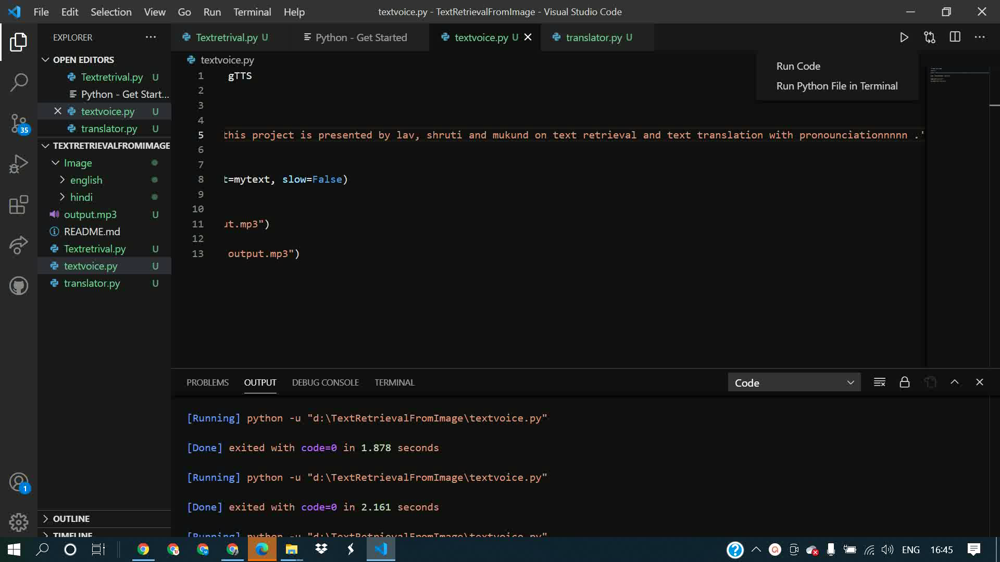 File Edit Selection View Go Run Terminal Help
textvoice.py - TextRetrievalFromImage - Visual Studio Code
EXPLORER
Textretrival.py U
Python - Get Started
textvoice.py U
translator.py U
OPEN EDITORS
Textretrival.py U
Python - Get Start...
textvoice.py U
translator.py U
TEXTRETRIEVALFROMIMAGE
Image
english
hindi
output.mp3 U
README.md
Textretrival.py U
textvoice.py U
translator.py U
OUTLINE
TIMELINE
35
1
textvoice.py
Run Code
Run Python File in Terminal
1 gTTS
2
3
4
5 this project is presented by lav, shruti and mukund on text retrieval and text translation with pronounciationnnnn .'
6
7
8 t=mytext, slow=False)
9
10
11 ut.mp3")
12
13 output.mp3")
PROBLEMS OUTPUT DEBUG CONSOLE TERMINAL
Code
[Running] python -u "d:\TextRetrievalFromImage\textvoice.py"
[Done] exited with code=0 in 1.878 seconds
[Running] python -u "d:\TextRetrievalFromImage\textvoice.py"
[Done] exited with code=0 in 2.161 seconds
[Running] python -u "d:\TextRetrievalFromImage\textvoice.py"
ENG 16:45